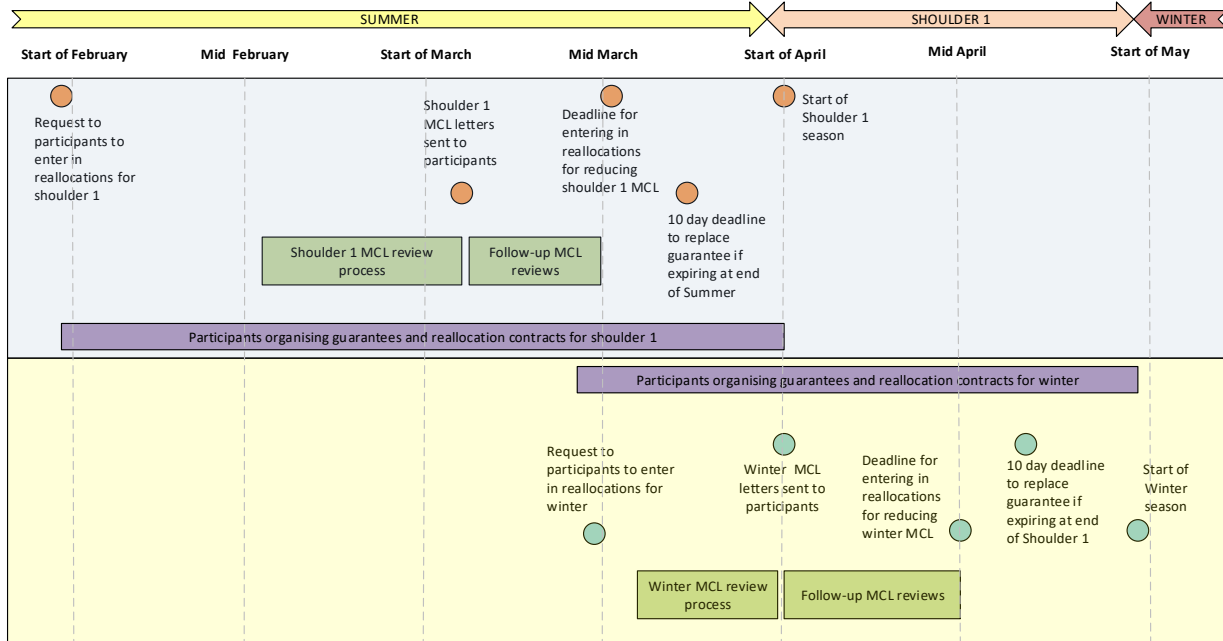 SUMMER
SHOULDER 1
WINTER
Start of February
Mid February
Start of March
Mid March
Start of April
Mid April
Start of May
Request to
participants to
enter in
reallocations for
shoulder 1
Shoulder 1
MCL letters
sent to
participants
Deadline for
entering in
reallocations
for reducing
shoulder 1 MCL
Start of
Shoulder 1
season
10 day deadline
to replace
guarantee if
expiring at end
of Summer
Shoulder 1 MCL review
process
Follow-up MCL
reviews
Participants organising guarantees and reallocation contracts for shoulder 1
Participants organising guarantees and reallocation contracts for winter
Request to
participants to enter
in reallocations for
winter
Winter MCL
letters sent to
participants
Deadline for
entering in
reallocations
for reducing
winter MCL
10 day deadline
to replace
guarantee if
expiring at end
of Shoulder 1
Start of
Winter
season
Winter MCL review
process
Follow-up MCL reviews